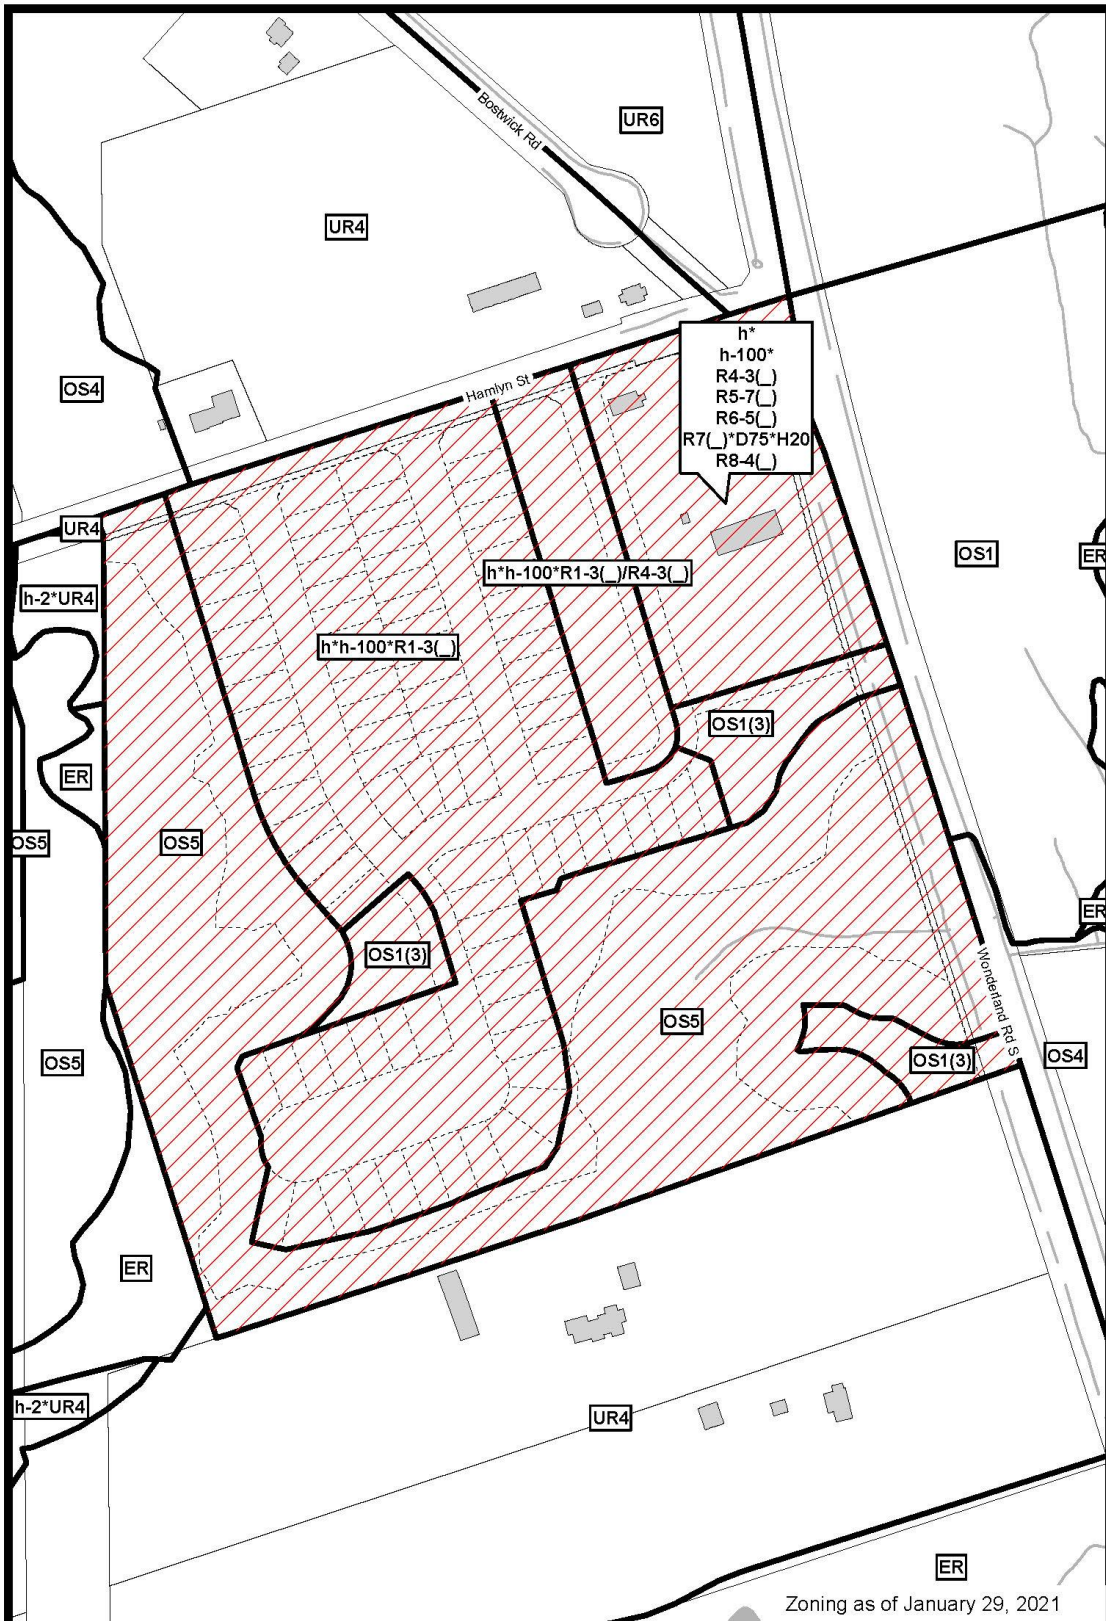 UR6
Bostwick Rd
UR4
h*
h-100*
R4-3(_)
R5-7(_)
R6-5(_)
R7(_)*D75*H20
R8-4(_)
OS4
Hamlyn St
UR4
OS1
ER
h-2*UR4
h*h-100*R1-3(_)/R4-3(_)
h*h-100*R1-3(_)
OS1(3)
ER
OS5
OS5
ER
OS1(3)
Wonderland Rd S
OS5
OS5
OS1(3)
OS4
ER
h-2*UR4
UR4
ER
Zoning as of January 29, 2021